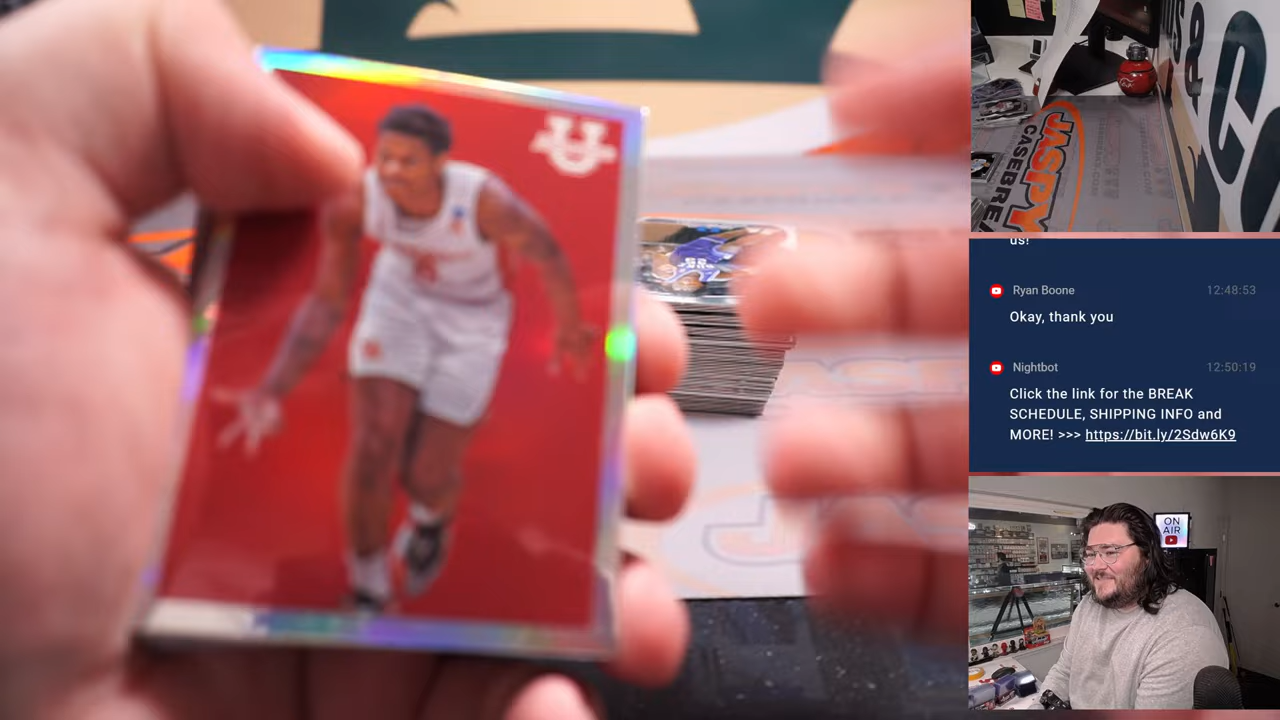 U
us!
Ryan Boone 12:48:53
Okay, thank you
Nightbot 12:50:19
Click the link for the BREAK
SCHEDULE, SHIPPING INFO and
MORE! >>> https://bit.ly/2Sdw6K9
JASPY
CASEBRE
&
ON
AIR